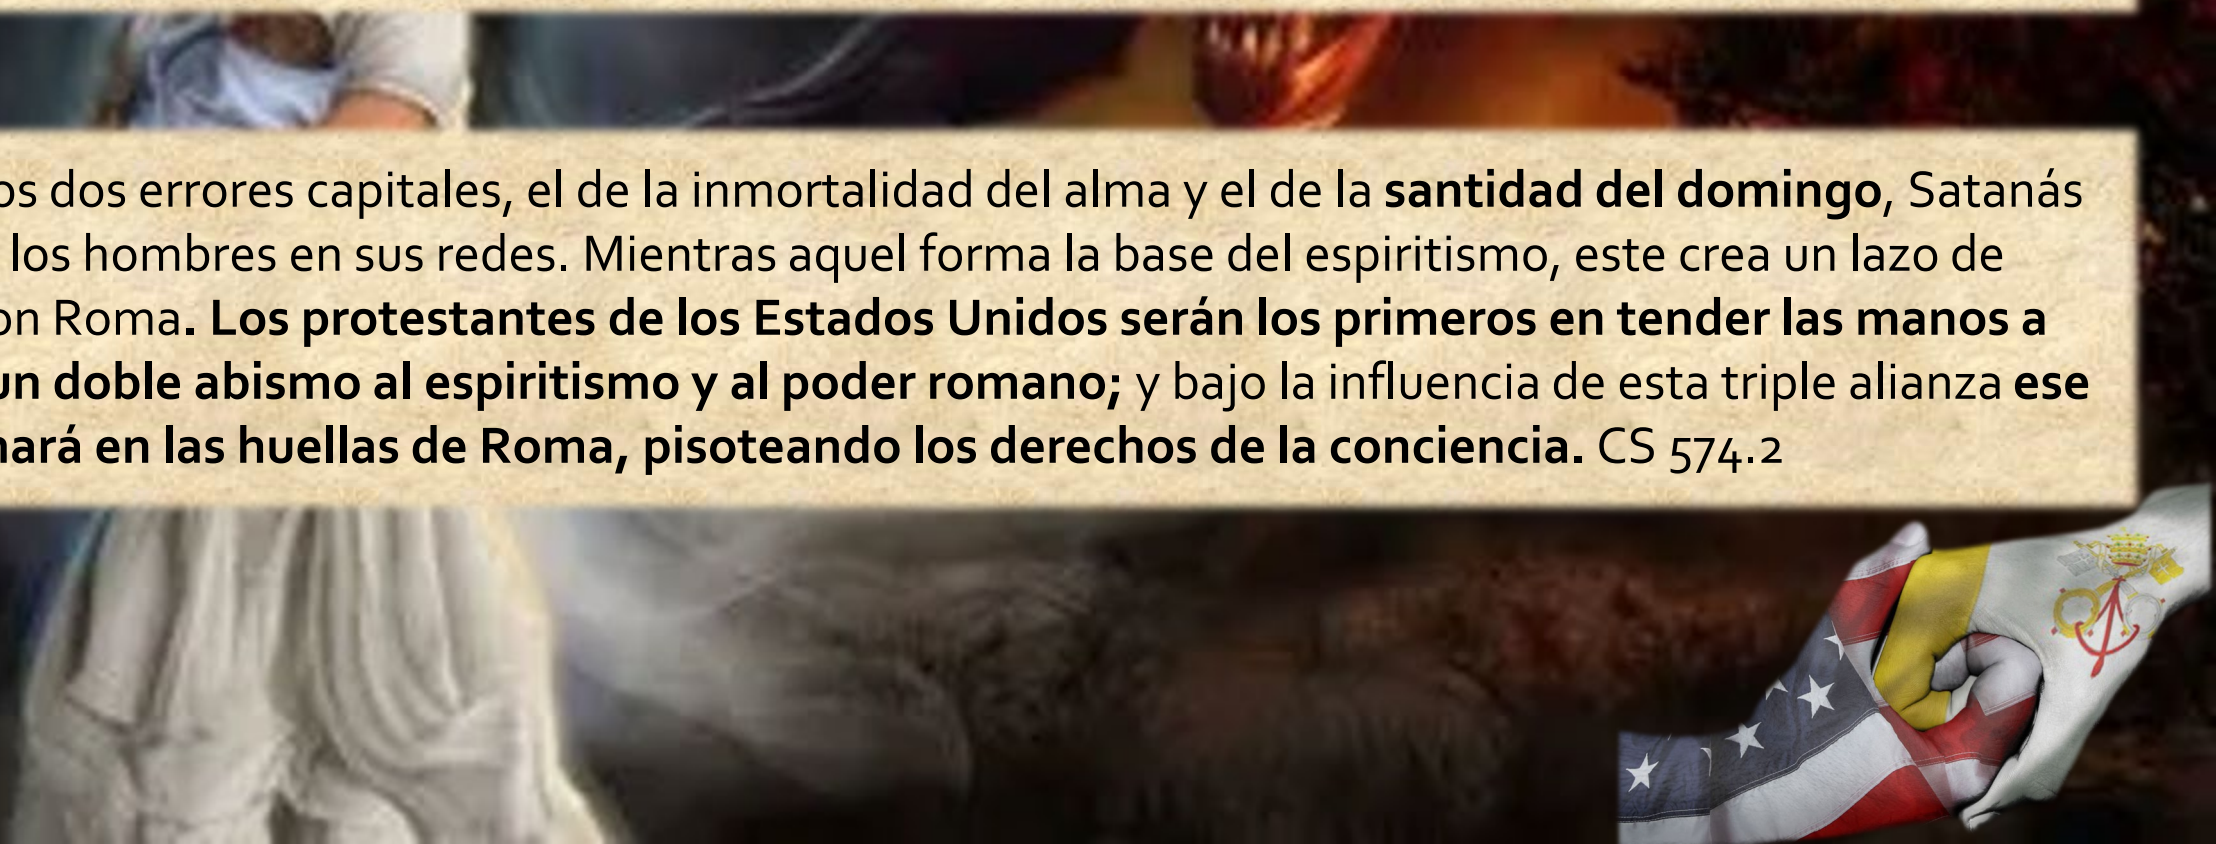 os dos errores capitales, el de la inmortalidad del alma y el de la santidad del domingo, Satanás
los hombres en sus redes. Mientras aquel forma la base del espiritismo, este crea un lazo de
on Roma. Los protestantes de los Estados Unidos serán los primeros en tender las manos a
un doble abismo al espiritismo y al poder romano; y bajo la influencia de esta triple alianza ese
nará en las huellas de Roma, pisoteando los derechos de la conciencia. CS 574.2